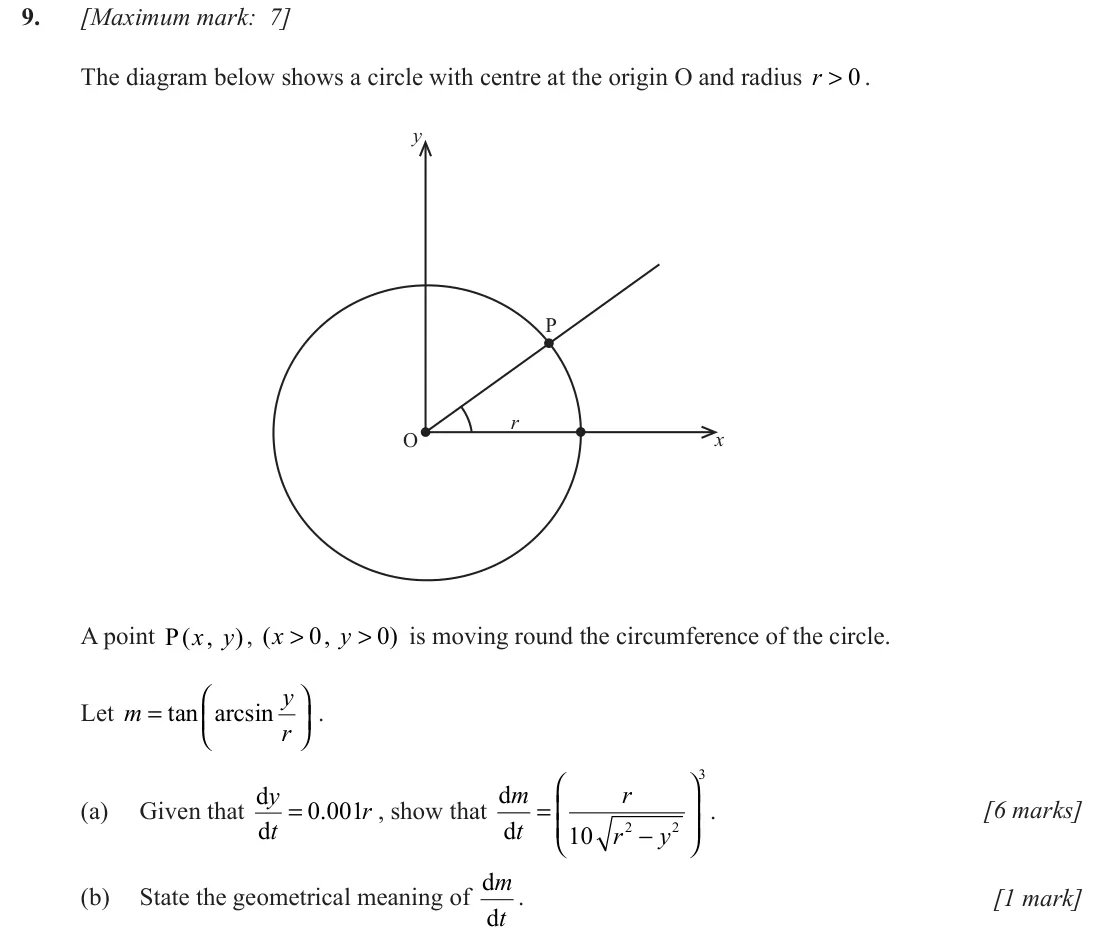 9. [Maximum mark: 7]
The diagram below shows a circle with centre at the origin O and radius r > 0.
y
P
r
O
x
A point P(x, y), (x > 0, y > 0) is moving round the circumference of the circle.
Let m = tan(arcsin y/r).
(a) Given that dy/dt = 0.001r, show that dm/dt = (r/(10√(r² − y²)))³. [6 marks]
(b) State the geometrical meaning of dm/dt. [1 mark]